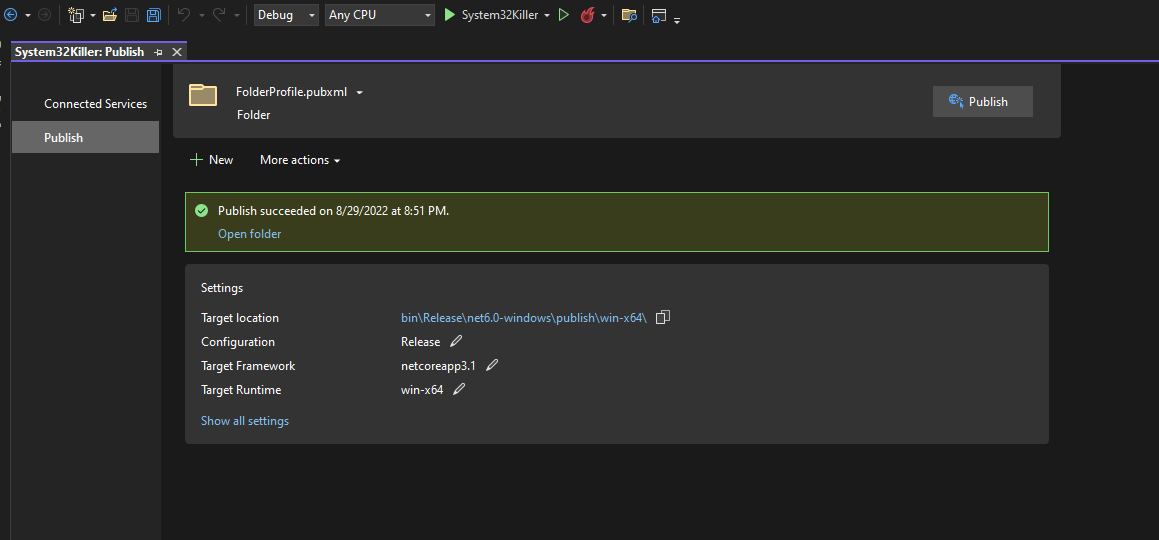 Debug Any CPU System32Killer
System32Killer: Publish
Connected Services
Publish
FolderProfile.pubxml
Folder
Publish
New More actions
Publish succeeded on 8/29/2022 at 8:51 PM.
Open folder
Settings
Target location bin\Release\net6.0-windows\publish\win-x64\
Configuration Release
Target Framework netcoreapp3.1
Target Runtime win-x64
Show all settings